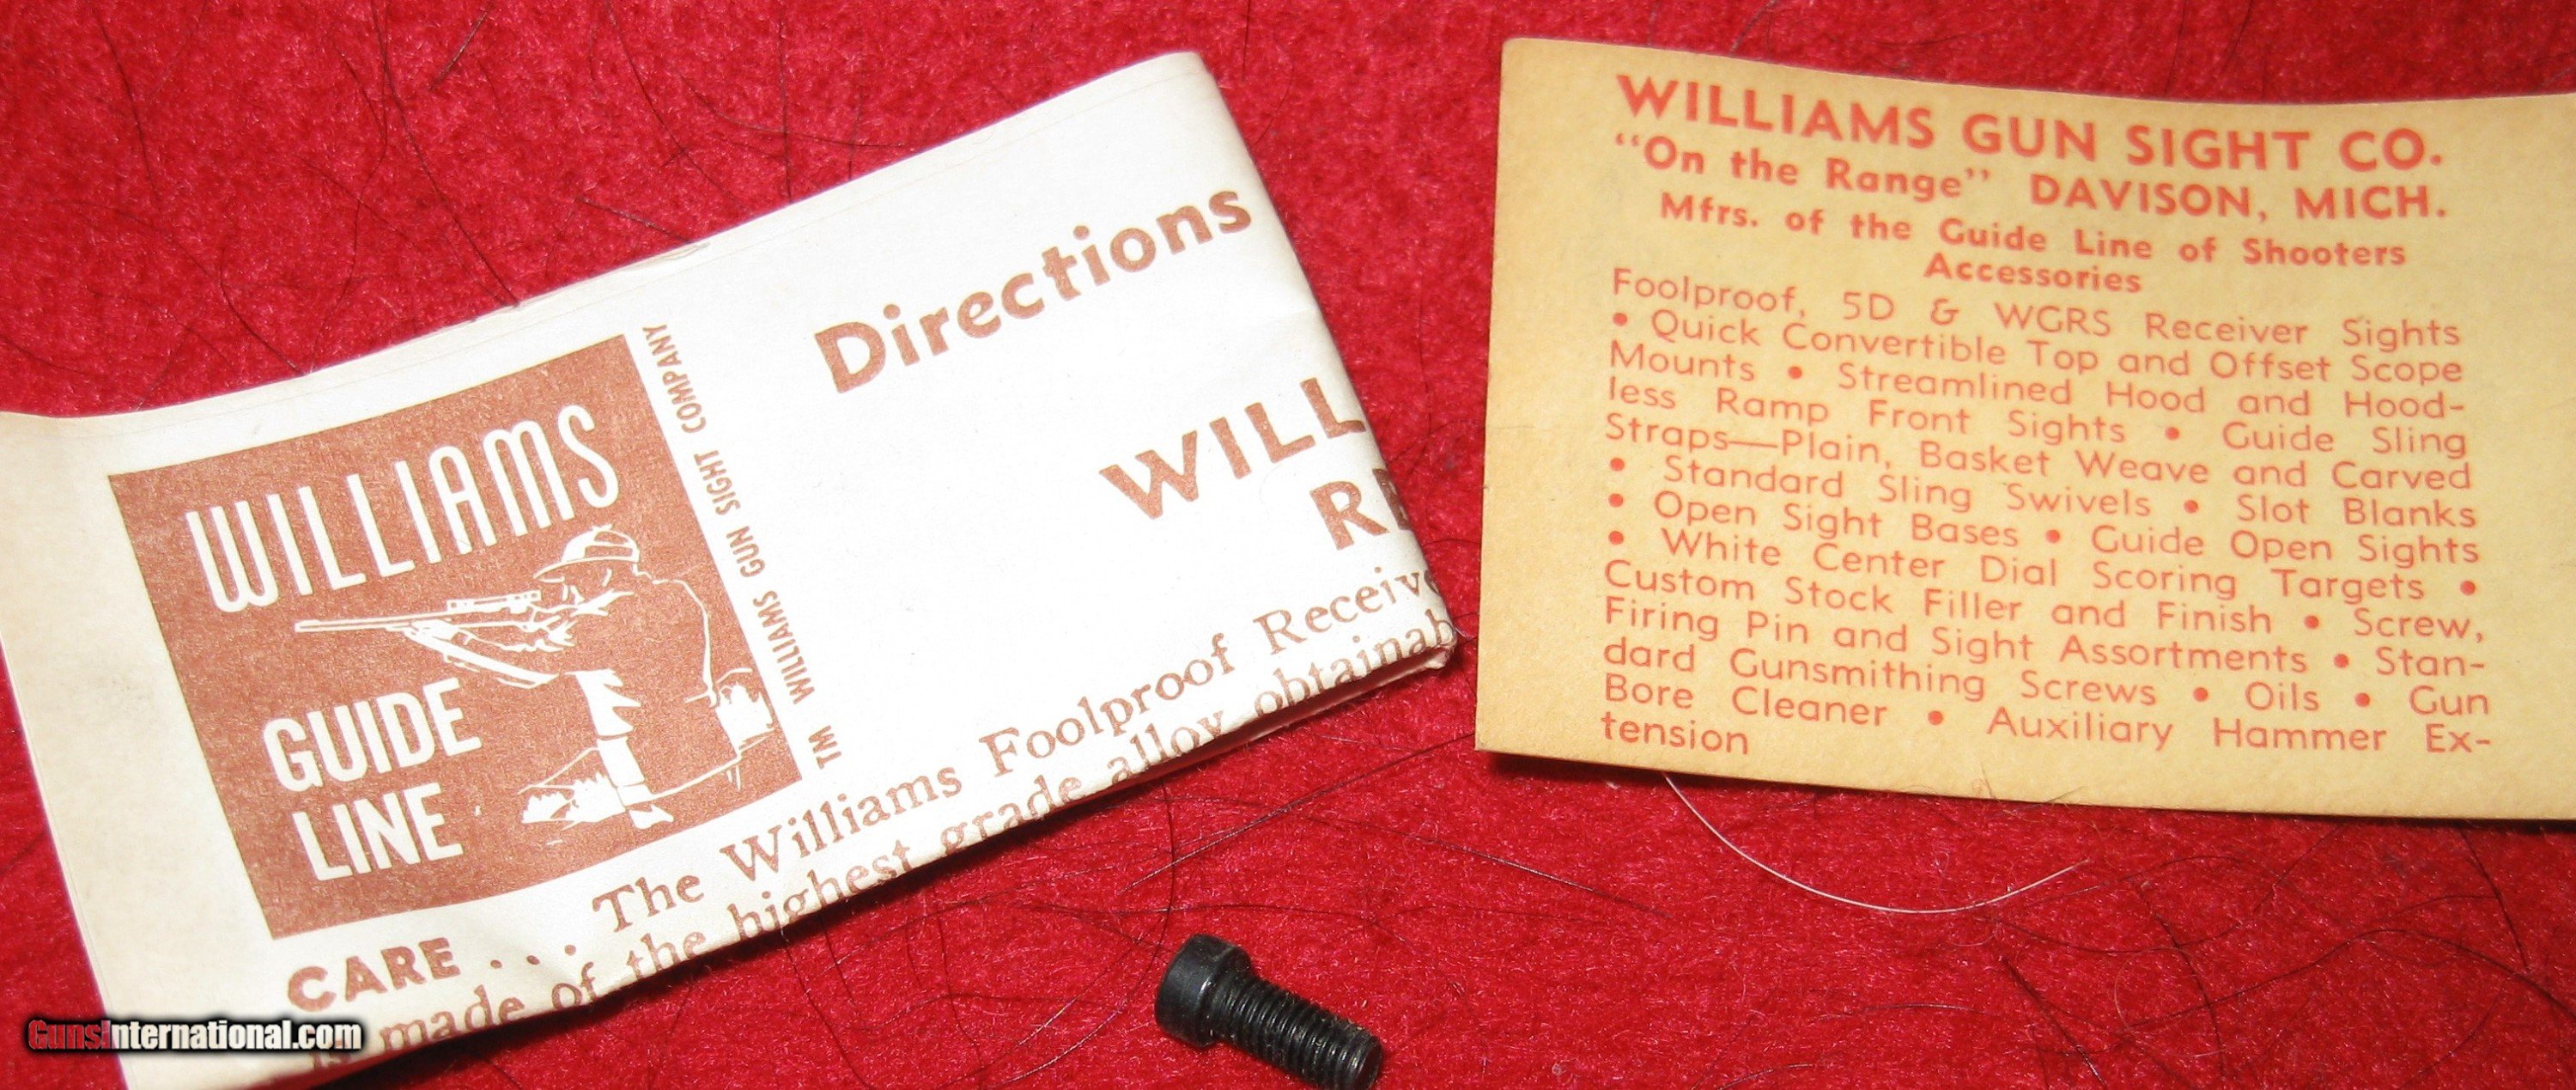 WILLIAMS
GUIDE
LINE
TM WILLIAMS GUN SIGHT COMPANY
Directions
WILL
CARE . . . The Williams Foolproof
is made of the highest grade alloy
WILLIAMS GUN SIGHT CO.
"On the Range" DAVISON, MICH.
Mfrs. of the Guide Line of Shooters
Accessories
Foolproof, 5D & WGRS Receiver Sights
• Quick Convertible Top and Offset Scope
Mounts • Streamlined Hood and Hood-
less Ramp Front Sights • Guide Sling
Straps—Plain, Basket Weave and Carved
• Standard Sling Swivels • Slot Blanks
• Open Sight Bases • Guide Open Sights
• White Center Dial Scoring Targets •
Custom Stock Filler and Finish • Screw,
Firing Pin and Sight Assortments • Stan-
dard Gunsmithing Screws • Oils • Gun
Bore Cleaner • Auxiliary Hammer Ex-
tension
GunsInternational.com